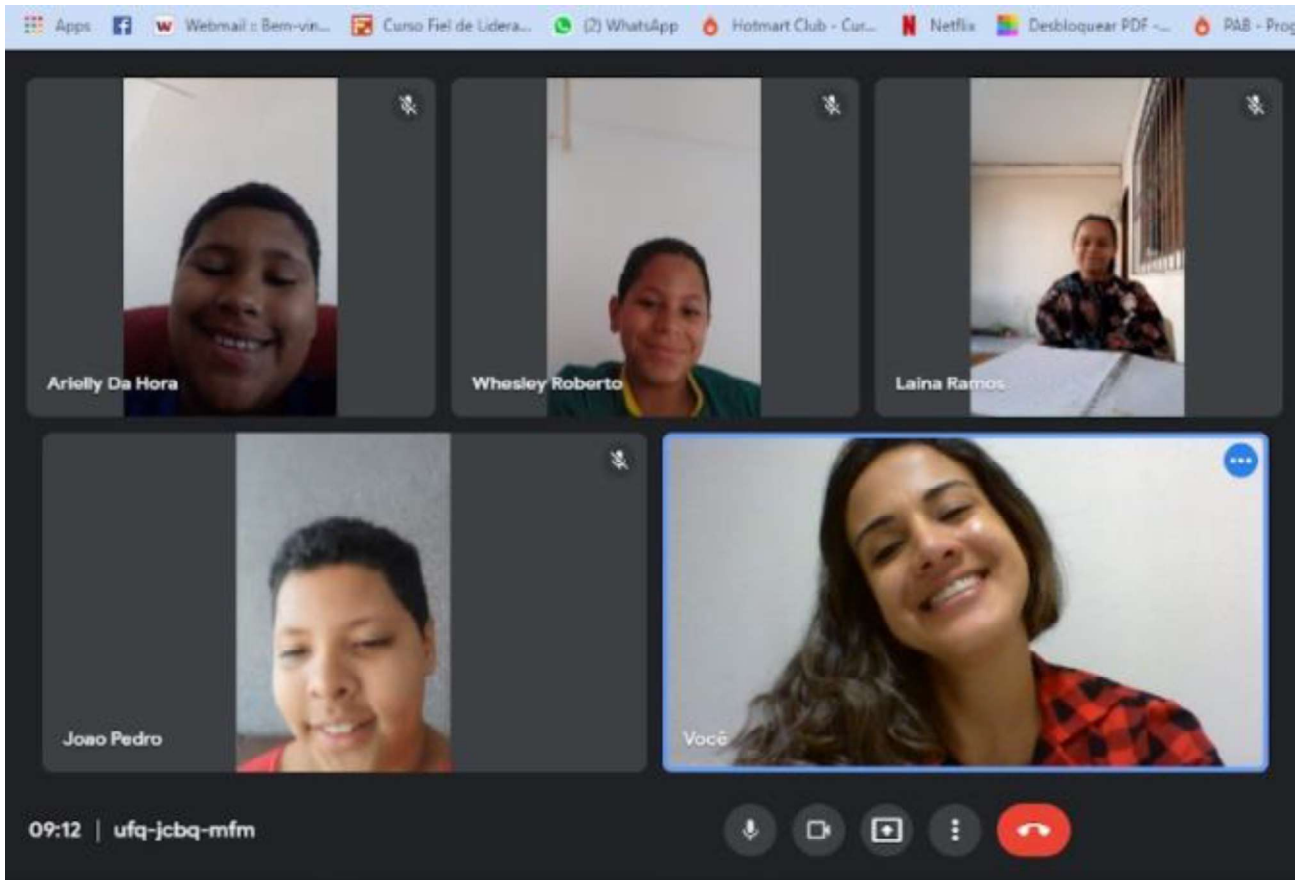 Apps Webmail :: Bem-vin... Curso Fiel de Lidera... (2) WhatsApp Hotmart Club - Cur... Netflix Desbloquear PDF -... PAB - Prog
Arielly Da Hora
Whesley Roberto
Laina Ramos
Joao Pedro
Você
09:12 | ufq-jcbq-mfm